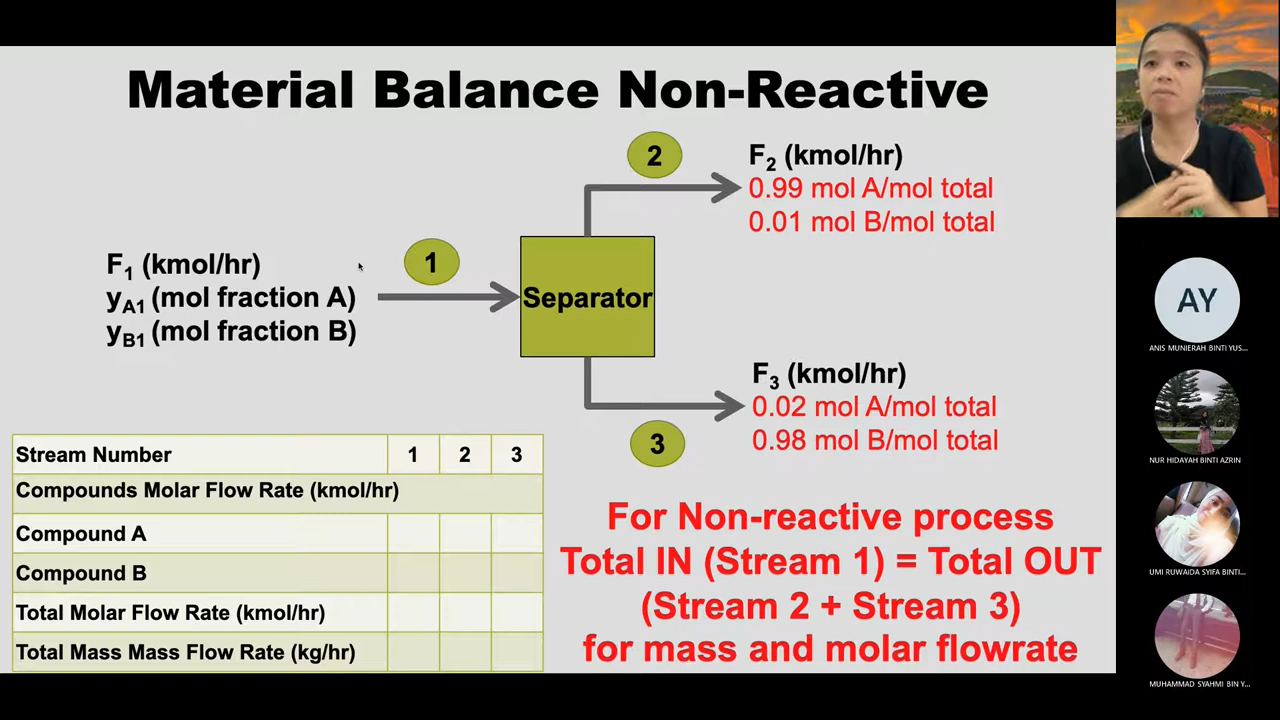 Material Balance Non-Reactive
2
F2 (kmol/hr)
0.99 mol A/mol total
0.01 mol B/mol total
F1 (kmol/hr)
yA1 (mol fraction A)
yB1 (mol fraction B)
1
Separator
F3 (kmol/hr)
0.02 mol A/mol total
0.98 mol B/mol total
3
Stream Number 1 2 3
Compounds Molar Flow Rate (kmol/hr)
Compound A
Compound B
Total Molar Flow Rate (kmol/hr)
Total Mass Mass Flow Rate (kg/hr)
For Non-reactive process
Total IN (Stream 1) = Total OUT
(Stream 2 + Stream 3)
for mass and molar flowrate
AY
ANIS MUNIERAH BINTI YUS...
NUR HIDAYAH BINTI AZRIN
UMI RUWAIDA SYIFA BINTI...
MUHAMMAD SYAHMI BIN Y...